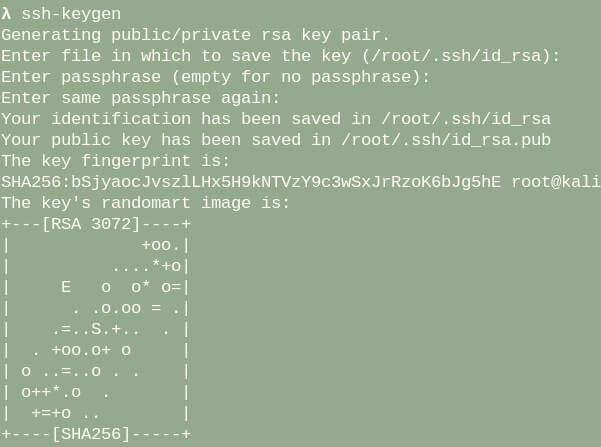 λ ssh-keygen
Generating public/private rsa key pair.
Enter file in which to save the key (/root/.ssh/id_rsa):
Enter passphrase (empty for no passphrase):
Enter same passphrase again:
Your identification has been saved in /root/.ssh/id_rsa
Your public key has been saved in /root/.ssh/id_rsa.pub
The key fingerprint is:
SHA256:bSjyaocJvszlLHx5H9kNTVzY9c3wSxJrRzoK6bJg5hE root@kali
The key's randomart image is:
+---[RSA 3072]----+
|             +oo.|
|          ....*+o|
|     E   o  o* o=|
|      . .o.oo = .|
|    .=..S.+..  . |
|  . +oo.o+ o     |
| o ..=..o . .    |
| o++*.o  .       |
|  +=+o ..        |
+----[SHA256]-----+